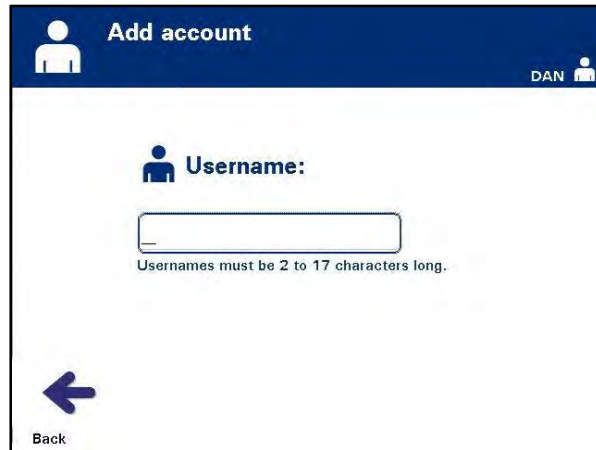 Add account
DAN
Username:
_
Usernames must be 2 to 17 characters long.
Back